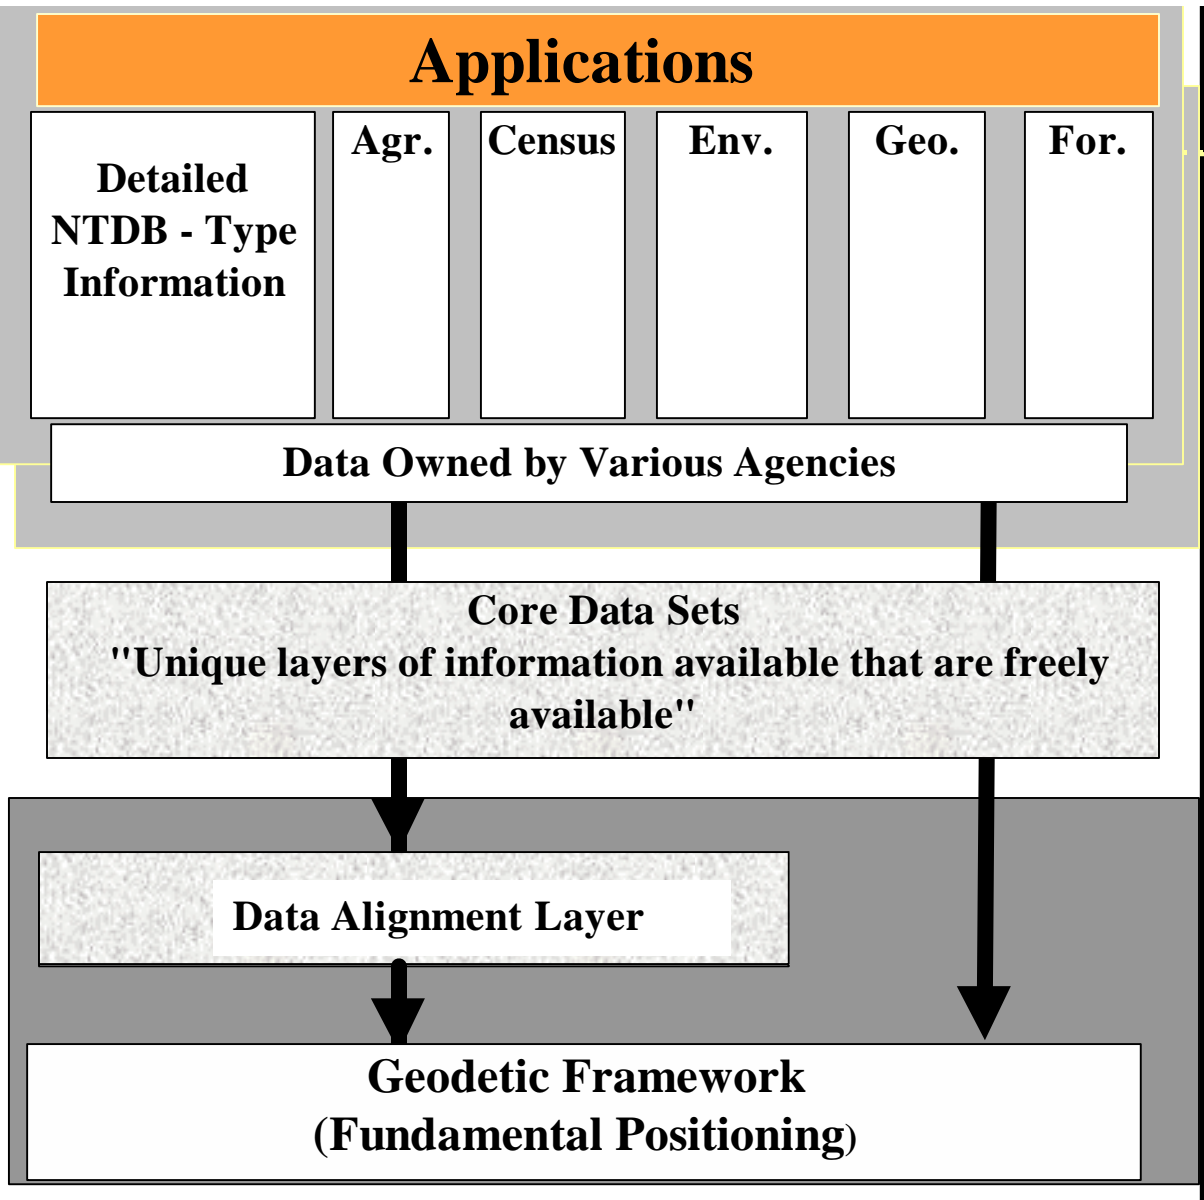 Applications
Detailed
NTDB - Type
Information
Agr.
Census
Env.
Geo.
For.
Data Owned by Various Agencies
Core Data Sets
"Unique layers of information available that are freely
available"
Data Alignment Layer
Geodetic Framework
(Fundamental Positioning)